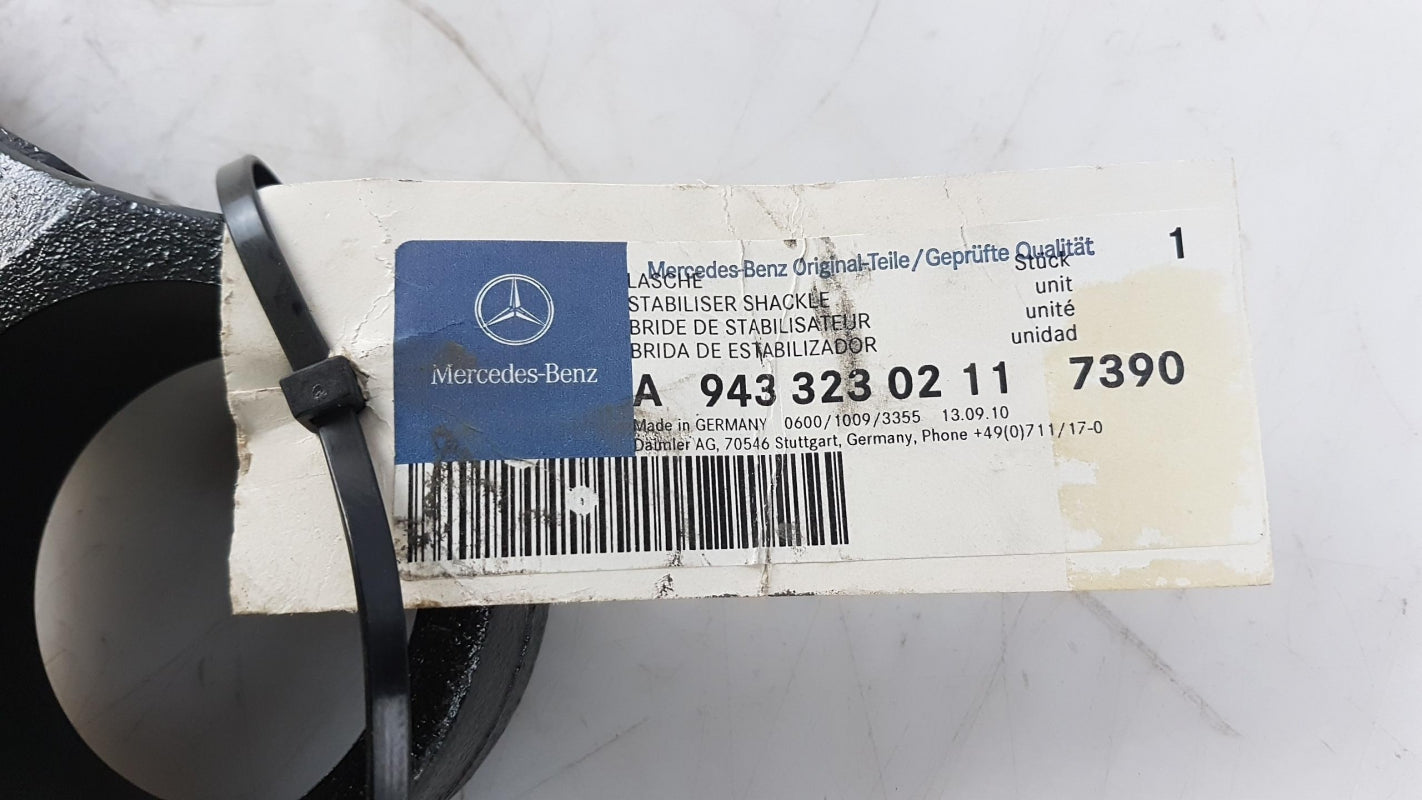 Mercedes-Benz Original-Teile/Geprüfte Qualität
1
LASCHE
Stück
STABILISER SHACKLE
unit
BRIDE DE STABILISATEUR
unité
BRIDA DE ESTABILIZADOR
unidad
Mercedes-Benz
A 943 323 02 11 7390
Made in GERMANY 0600/1009/3355 13.09.10
Daimler AG, 70546 Stuttgart, Germany, Phone +49(0)711/17-0